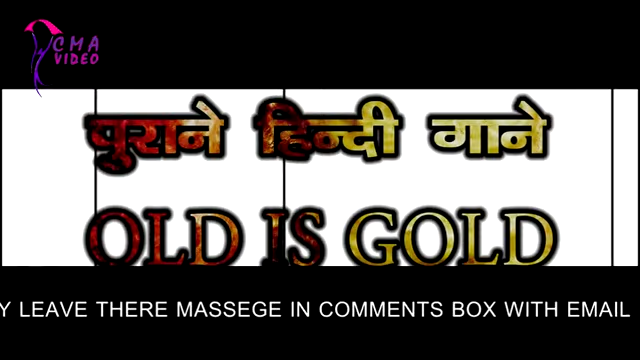 CMA
VIDEO
पुराने हिन्दी गाने
OLD IS GOLD
Y LEAVE THERE MASSEGE IN COMMENTS BOX WITH EMAIL